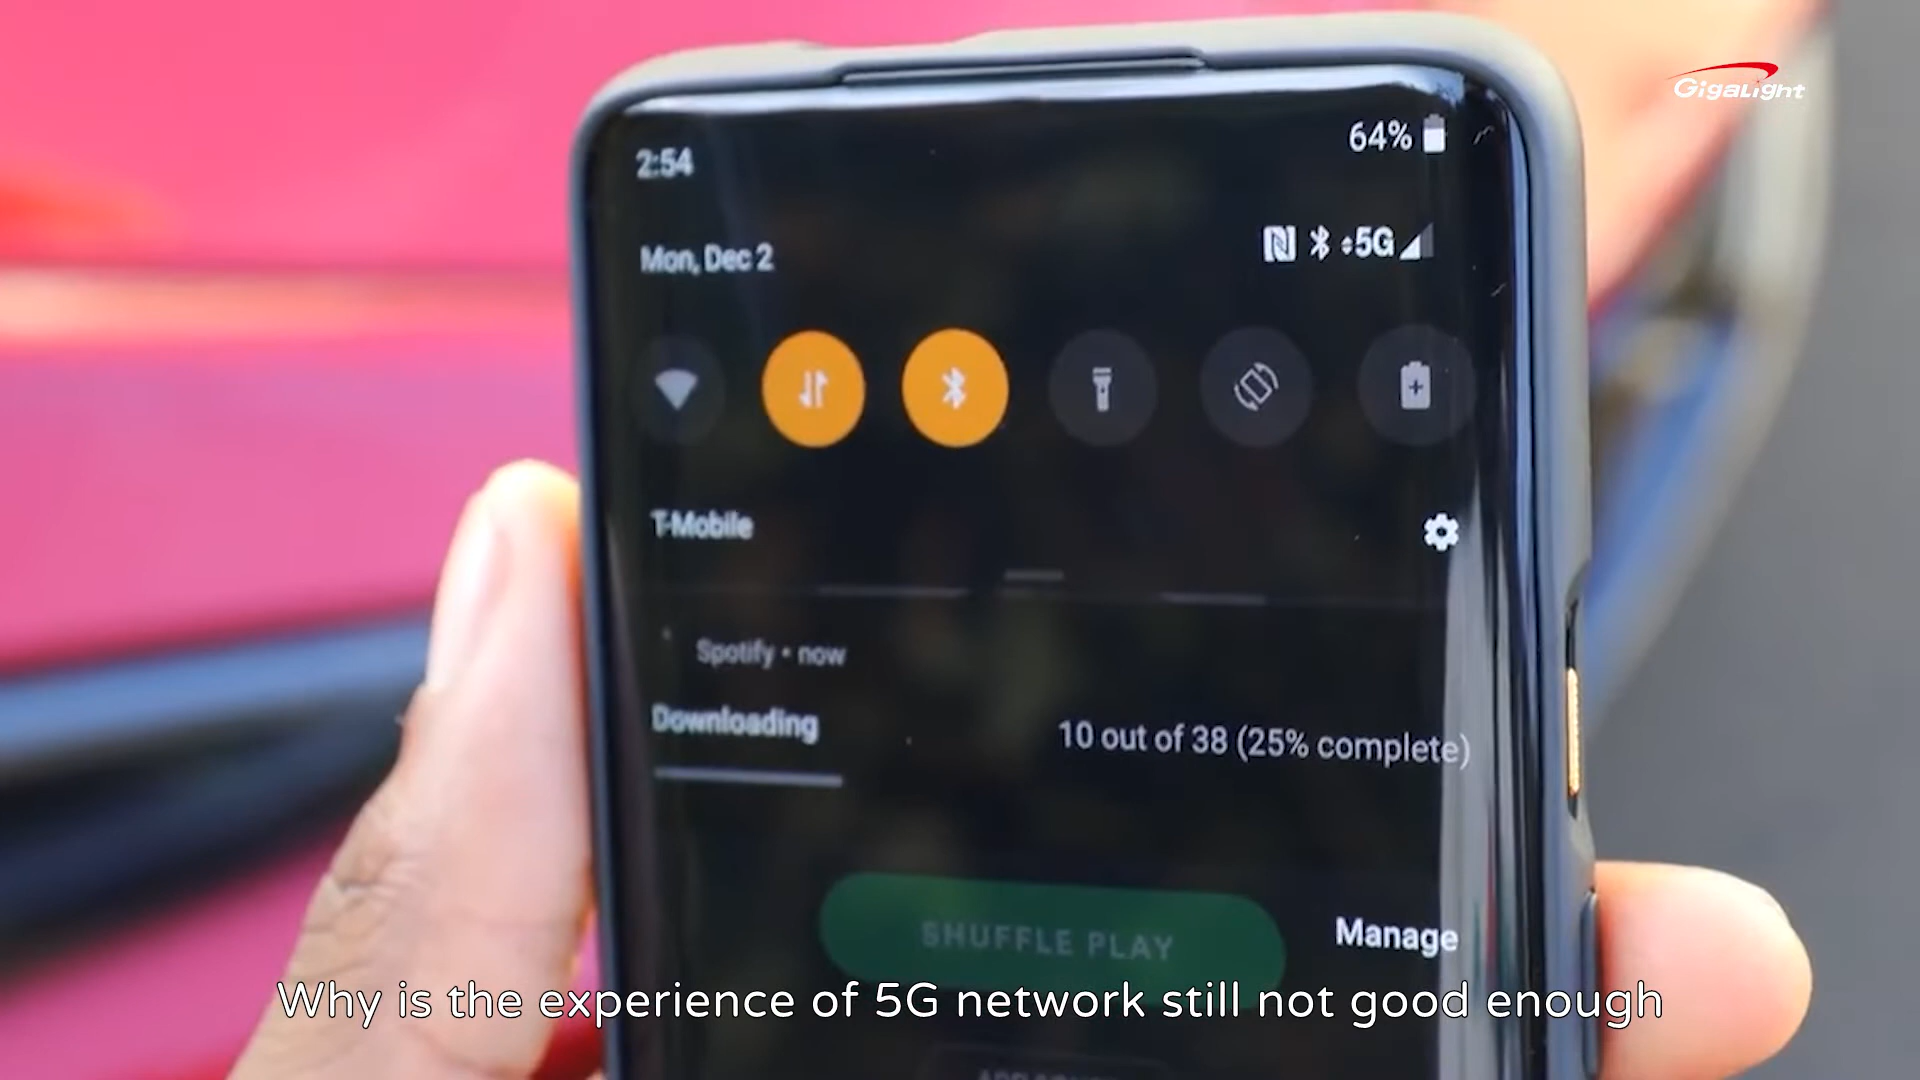 Gigalight
64%
2:54
Mon, Dec 2
5G
T-Mobile
Spotify • now
Downloading
10 out of 38 (25% complete)
SHUFFLE PLAY
Manage
Why is the experience of 5G network still not good enough